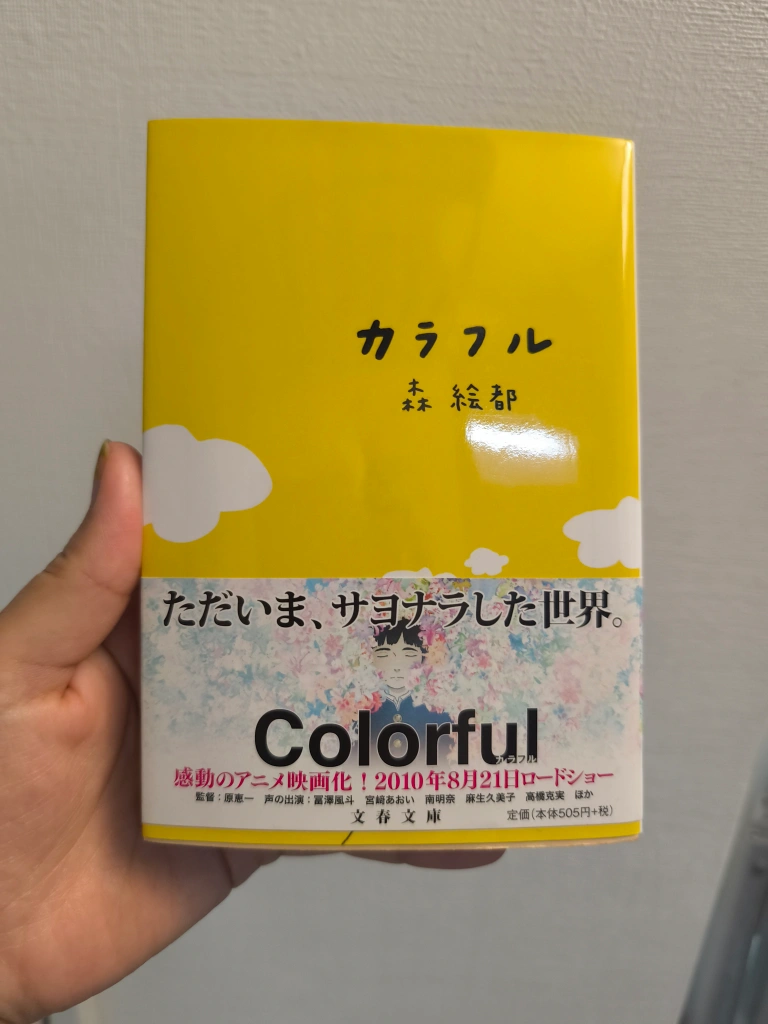 カラフル
森 絵都
ただいま、サヨナラした世界。
Colorful
カラフル
感動のアニメ映画化！2010年8月21日ロードショー
監督：原恵一 声の出演：冨澤風斗 宮﨑あおい 南明奈 麻生久美子 高橋克実 ほか
文春文庫
定価（本体505円+税）